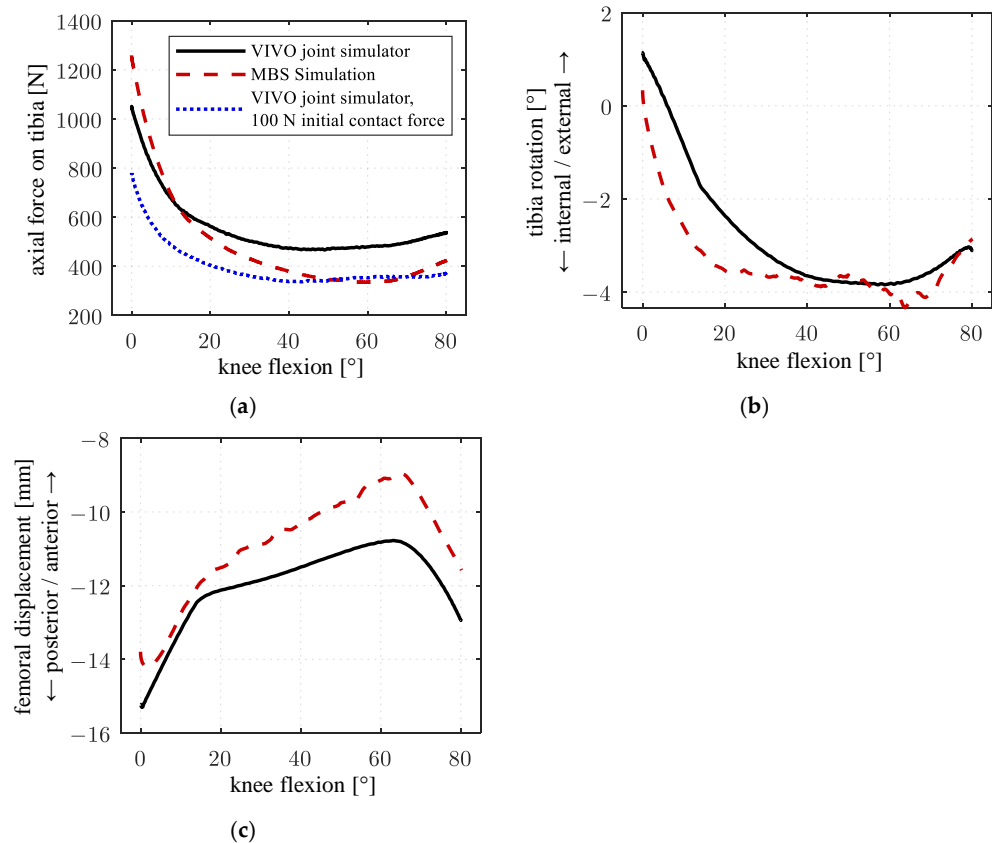 1400
1200
1000
800
600
400
200
axial force on tibia [N]
VIVO joint simulator
MBS Simulation
VIVO joint simulator,
100 N initial contact force
0
20
40
60
80
knee flexion [°]
(a)
2
0
−2
−4
tibia rotation [°]
← internal / external →
0
20
40
60
80
knee flexion [°]
(b)
−8
−10
−12
−14
−16
femoral displacement [mm]
← posterior / anterior →
0
20
40
60
80
knee flexion [°]
(c)